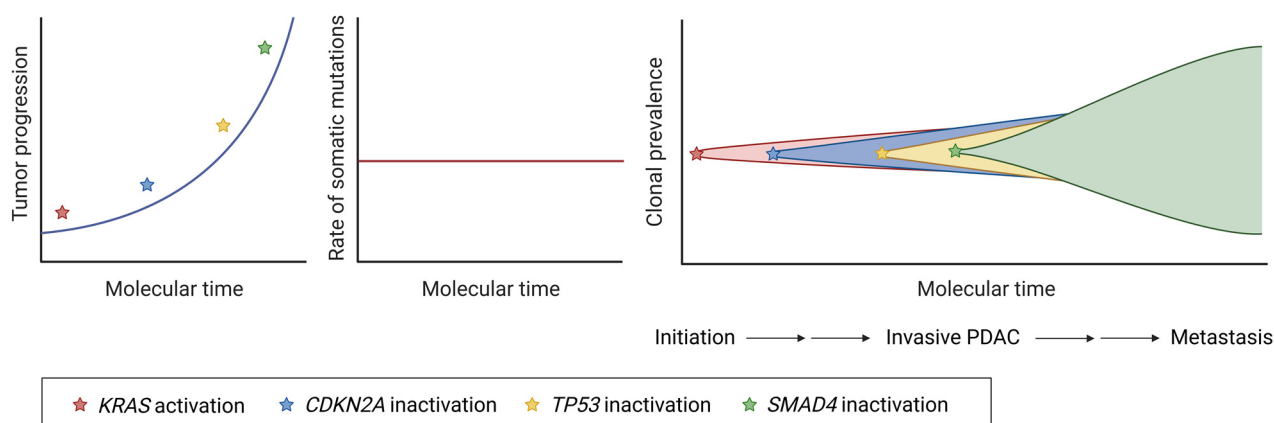 Tumor progression
Molecular time
Rate of somatic mutations
Molecular time
Clonal prevalence
Molecular time
Initiation Invasive PDAC Metastasis
KRAS activation CDKN2A inactivation TP53 inactivation SMAD4 inactivation